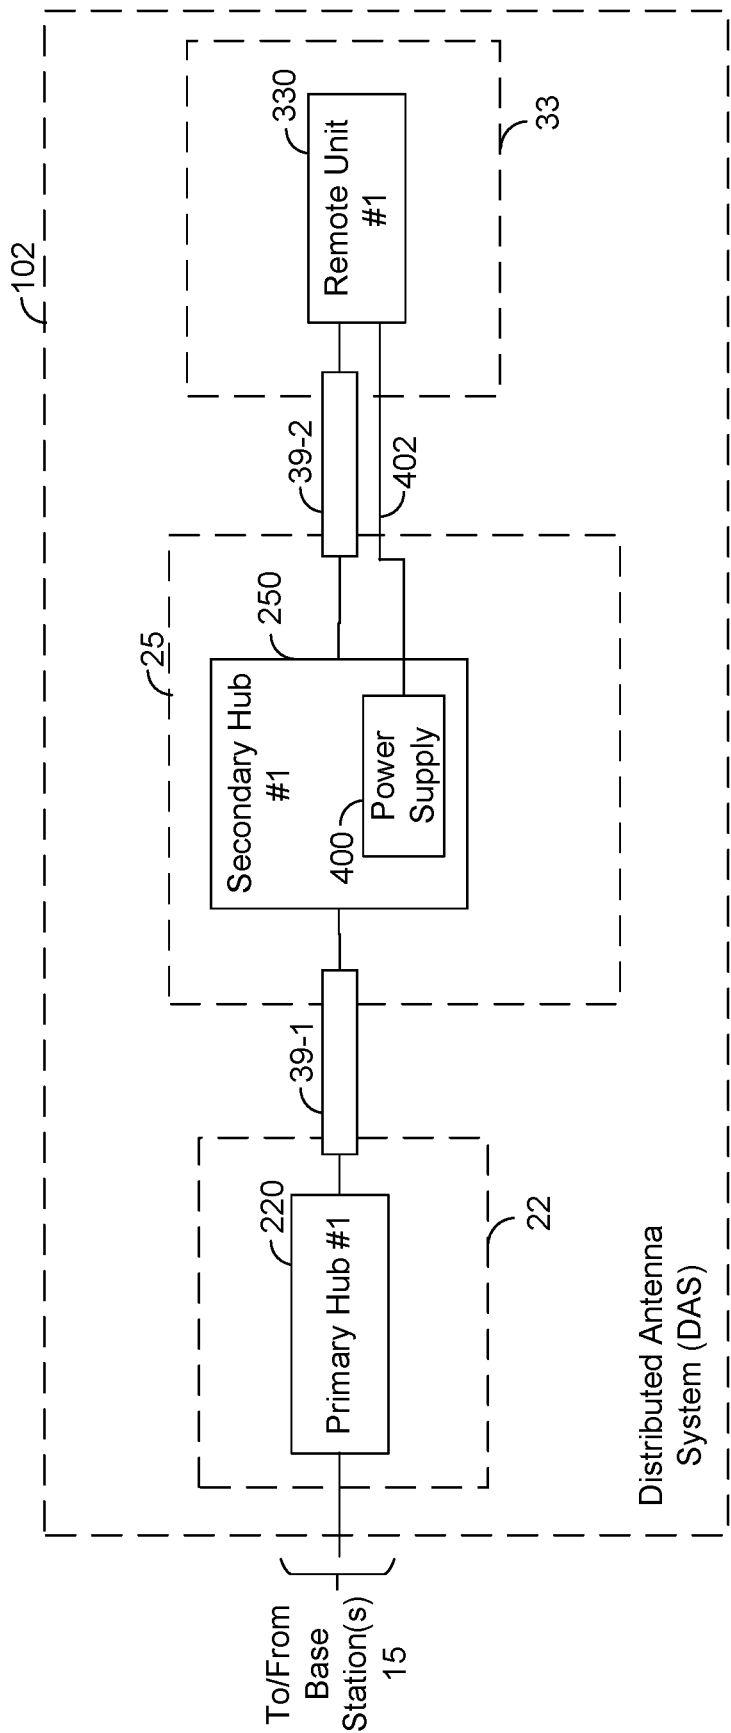 102
To/From
Base
Station(s)
15
Primary Hub #1
220
22
39-1
25
Secondary Hub
#1
250
400
Power
Supply
39-2
402
Remote Unit
#1
330
33
Distributed Antenna
System (DAS)